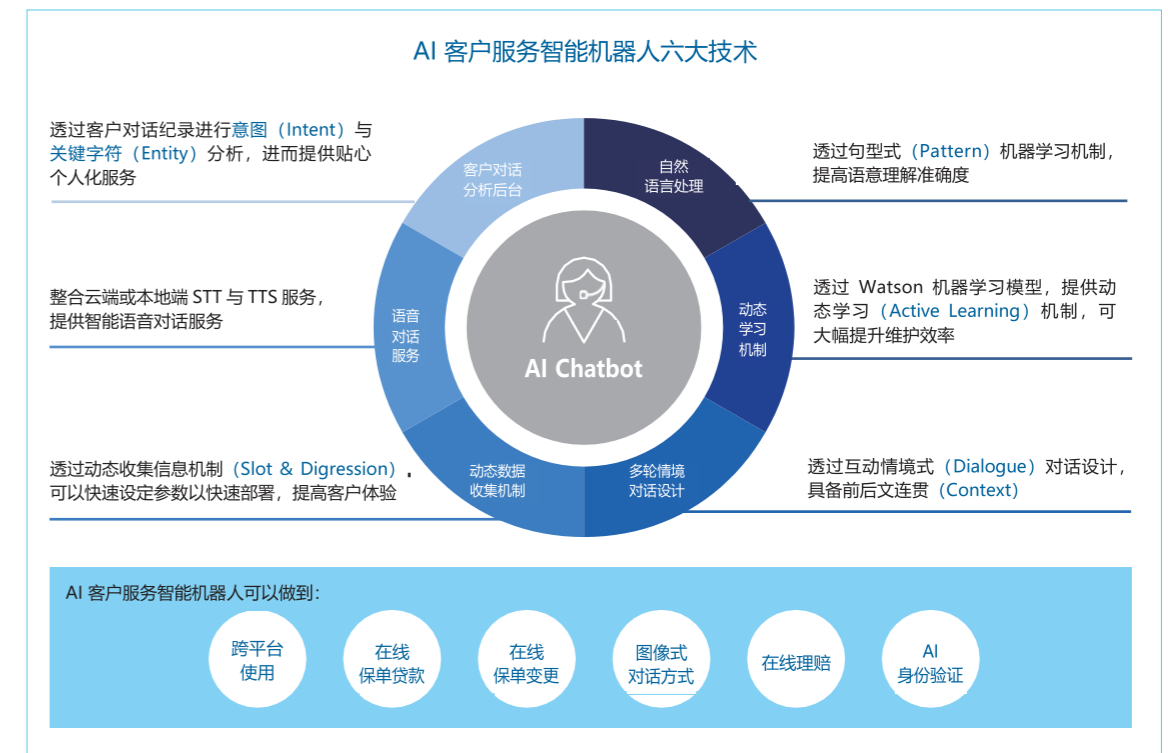 AI 客户服务智能机器人六大技术
透过客户对话纪录进行意图（Intent）与
关键字符（Entity）分析，进而提供贴心
个人化服务
客户对话
分析后台
自然
语言处理
透过句型式（Pattern）机器学习机制，
提高语意理解准确度
整合云端或本地端 STT 与 TTS 服务，
提供智能语音对话服务
语音
对话
服务
AI Chatbot
动态
学习
机制
透过 Watson 机器学习模型，提供动
态学习（Active Learning）机制，可
大幅提升维护效率
透过动态收集信息机制（Slot & Digression），
可以快速设定参数以快速部署，提高客户体验
动态数据
收集机制
多轮情境
对话设计
透过互动情境式（Dialogue）对话设计，
具备前后文连贯（Context）
AI 客户服务智能机器人可以做到：
跨平台
使用
在线
保单贷款
在线
保单变更
图像式
对话方式
在线理赔
AI
身份验证